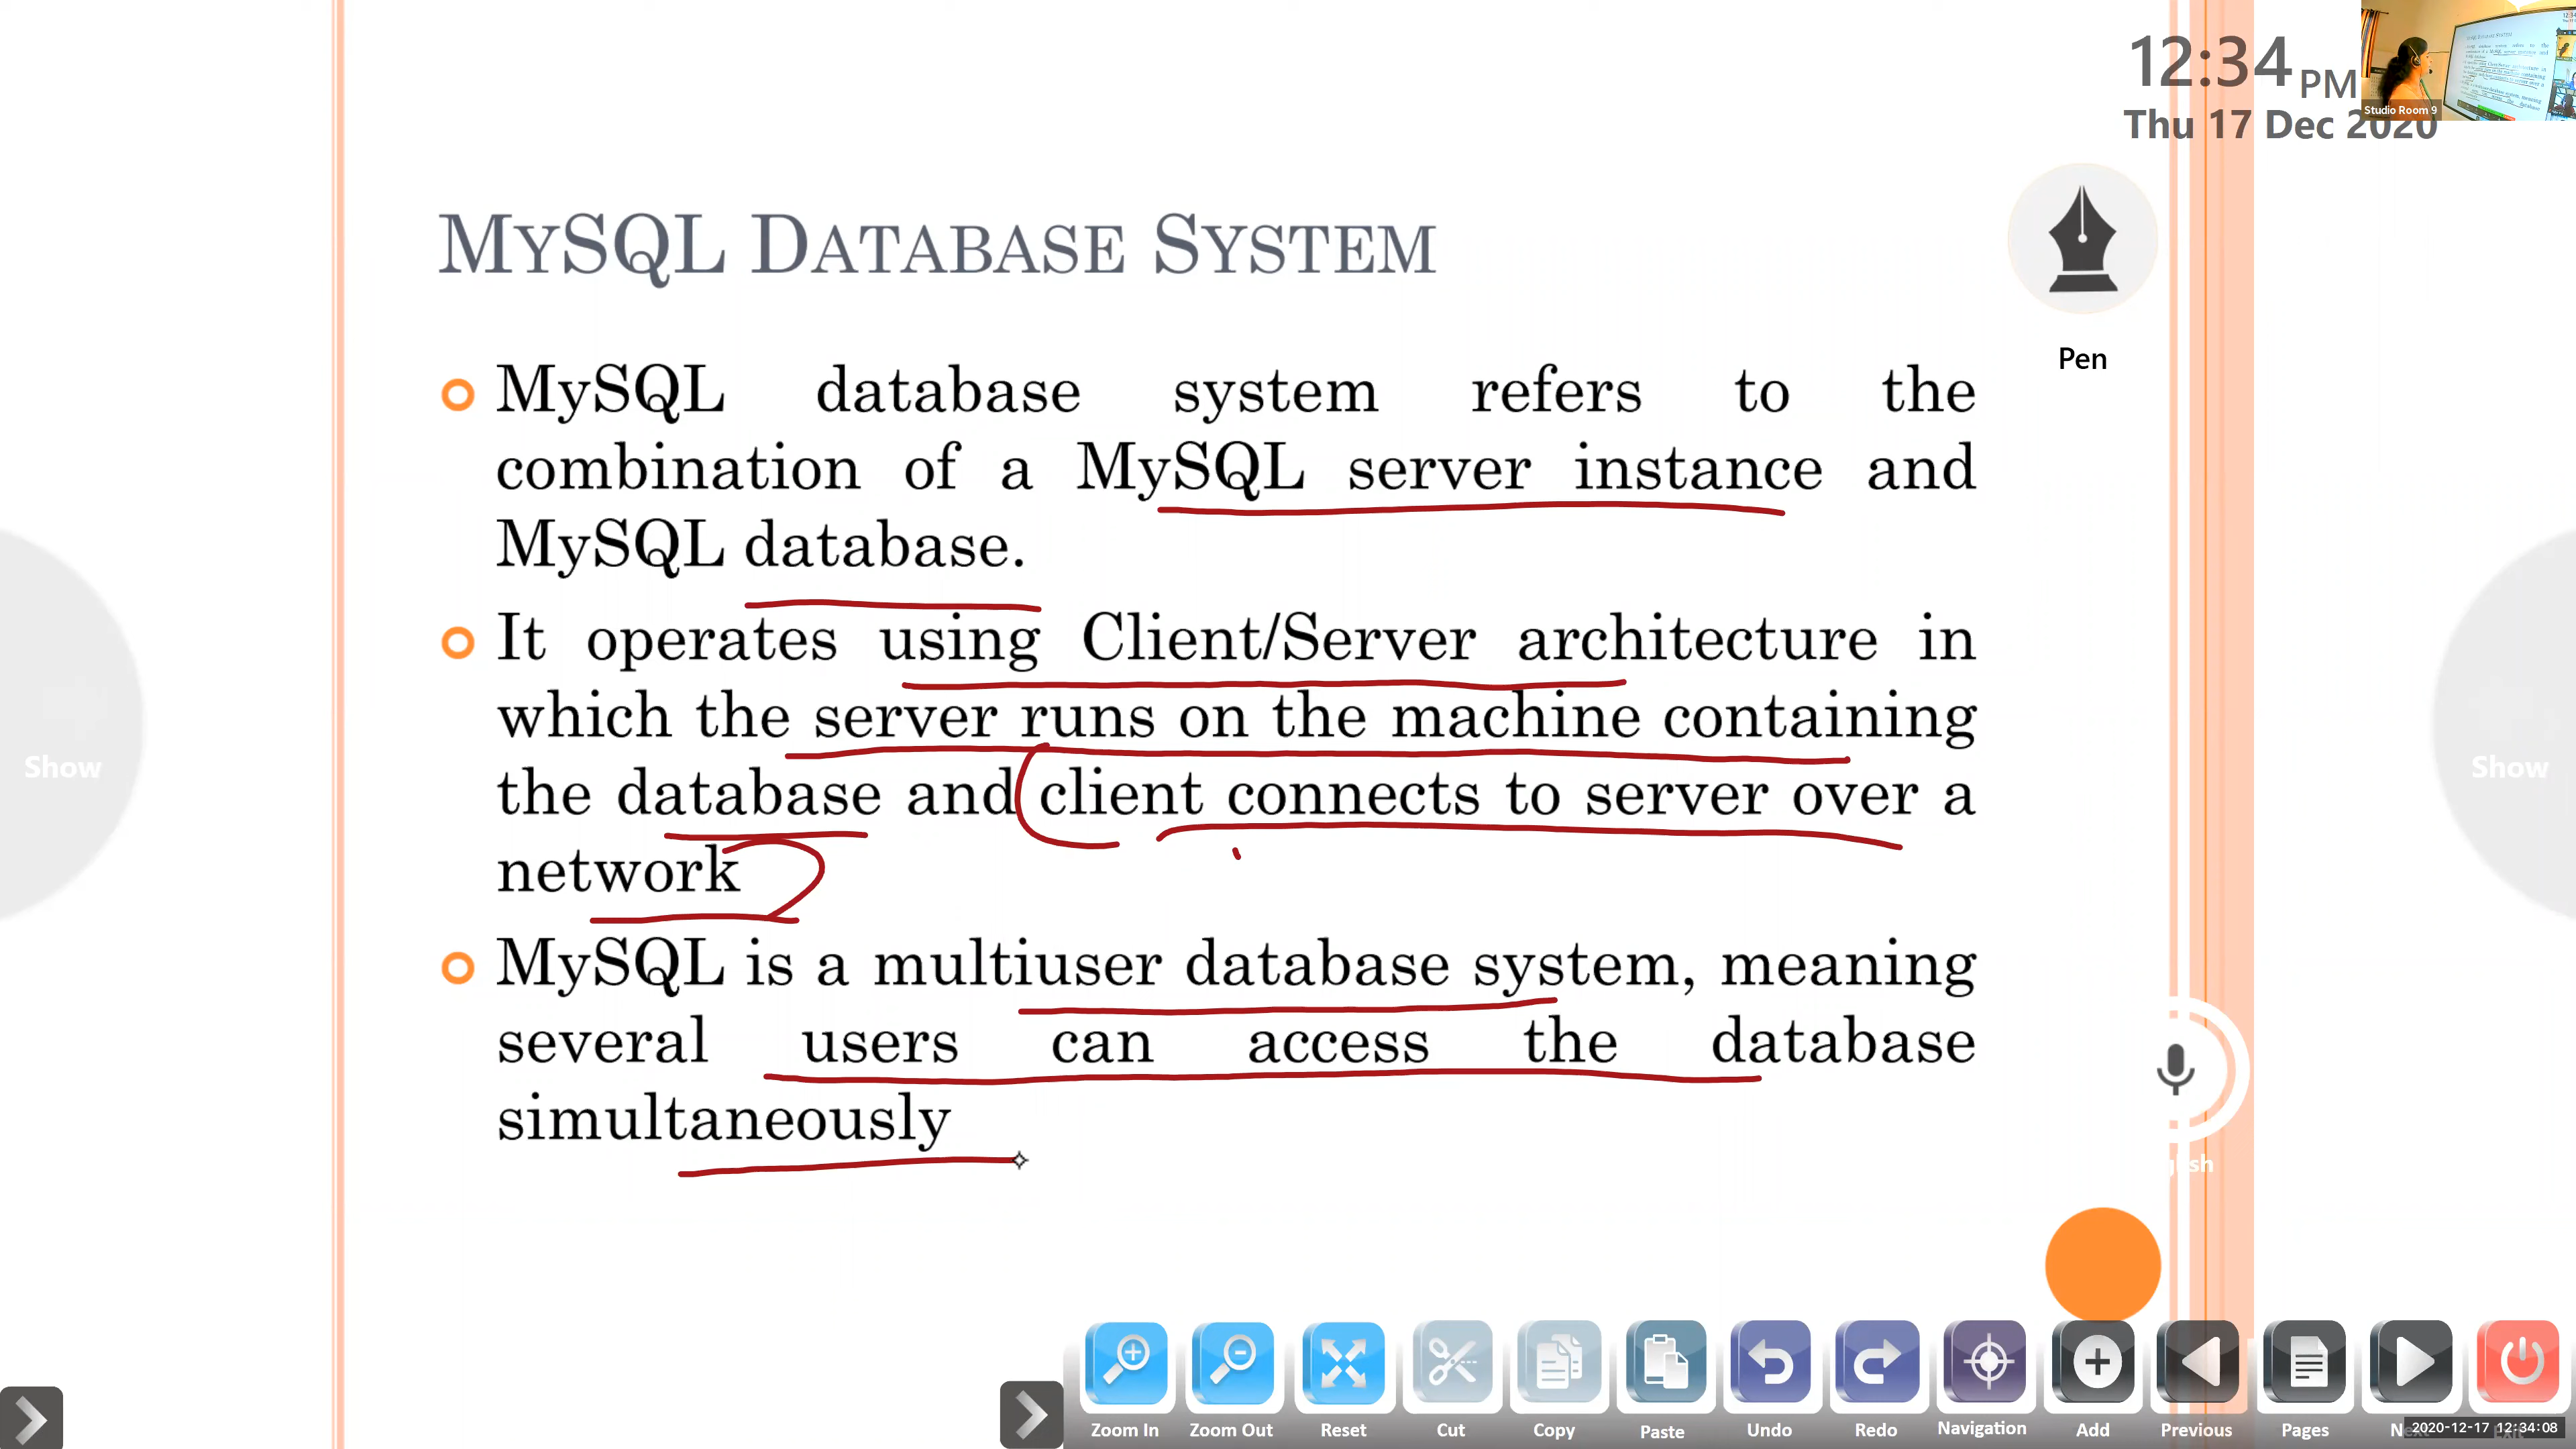 12:34 PM
Thu 17 Dec 2020
Studio Room 9
MYSQL DATABASE SYSTEM
Pen
MySQL database system refers to the
combination of a MySQL server instance and
MySQL database.
It operates using Client/Server architecture in
which the server runs on the machine containing
the database and client connects to server over a
network
MySQL is a multiuser database system, meaning
several users can access the database
simultaneously
Show
Show
Zoom In Zoom Out Reset Cut Copy Paste Undo Redo Navigation Add Previous Pages
2020-12-17 12:34:08